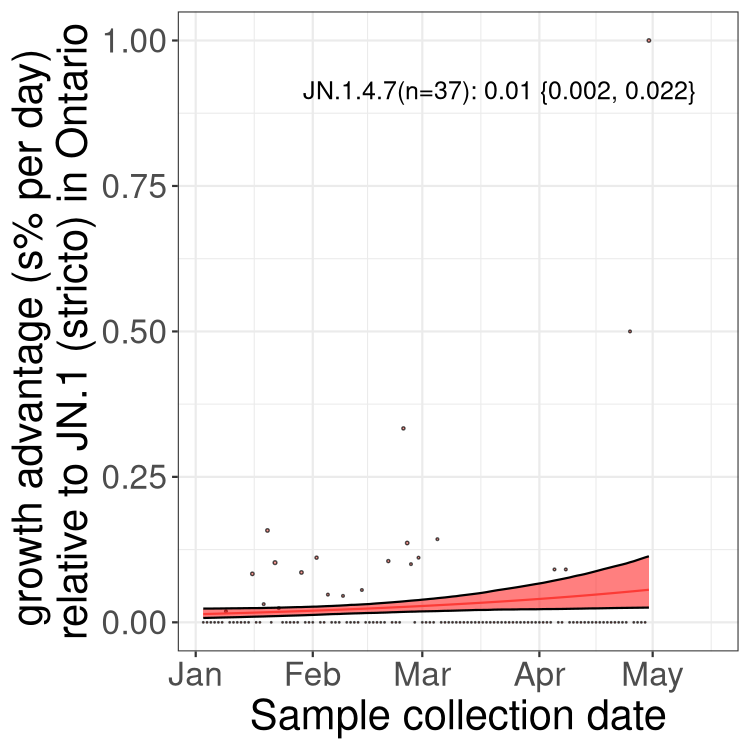 growth advantage (s% per day)
relative to JN.1 (stricto) in Ontario
1.00
0.75
0.50
0.25
0.00
JN.1.4.7(n=37): 0.01 {0.002, 0.022}
Jan Feb Mar Apr May
Sample collection date